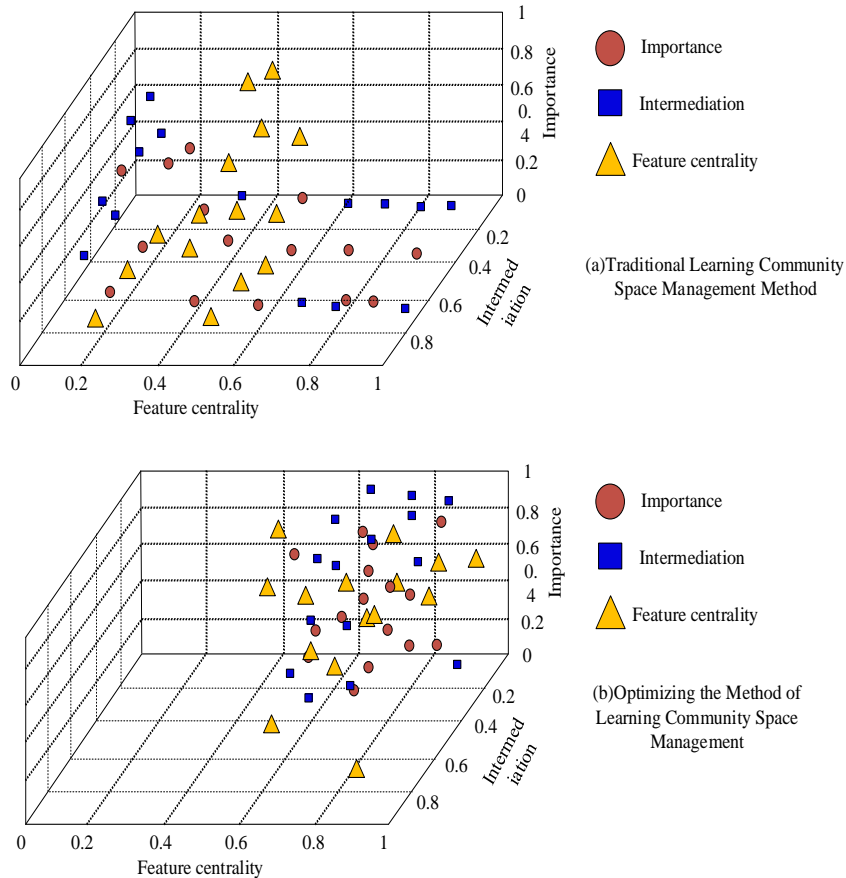 1
0.8
0.6
0.
4
0.2
0
Importance
0.2
0.4
0.6
0.8
Intermed
iation
0
0.2
0.4
0.6
0.8
1
Feature centrality
Importance
Intermediation
Feature centrality
(a)Traditional Learning Community
Space Management Method
1
0.8
0.6
0.
4
0.2
0
Importance
0.2
0.4
0.6
0.8
Intermed
iation
0
0.2
0.4
0.6
0.8
1
Feature centrality
Importance
Intermediation
Feature centrality
(b)Optimizing the Method of
Learning Community Space
Management